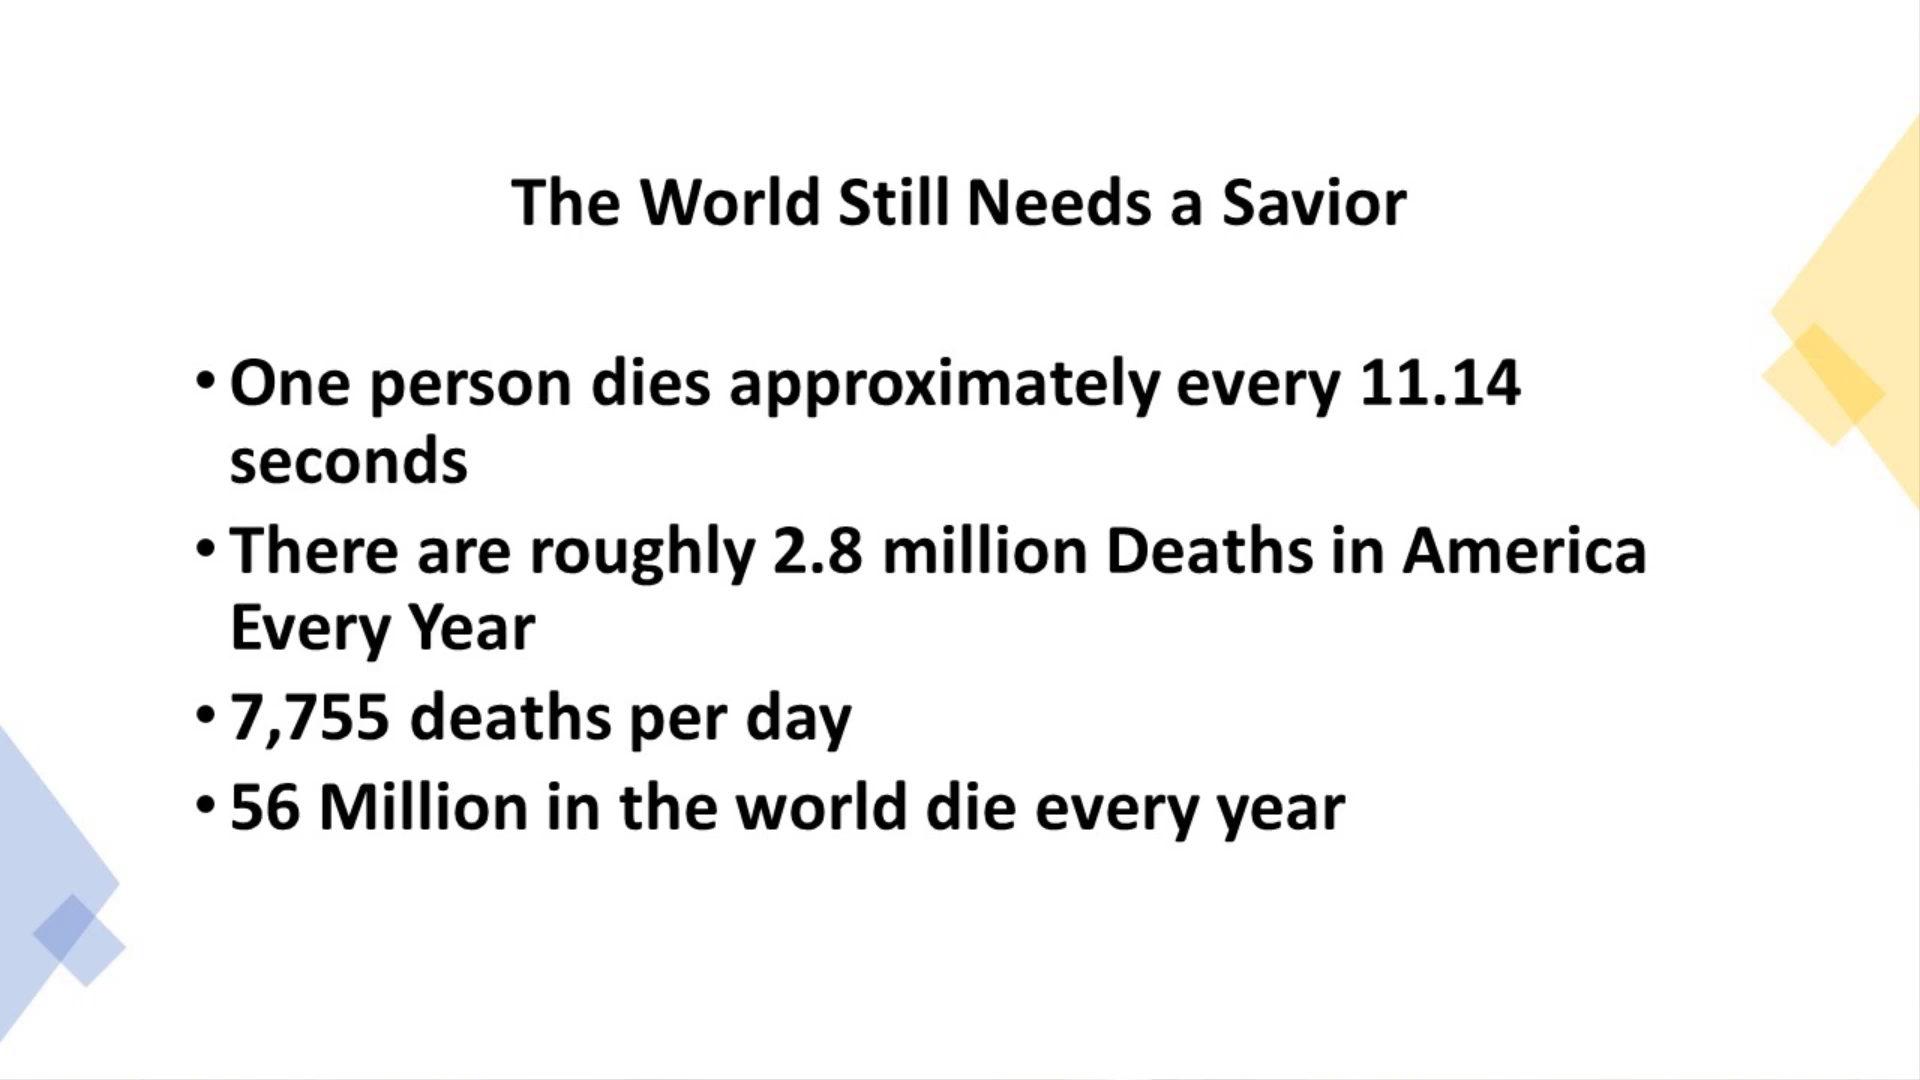 The World Still Needs a Savior
• One person dies approximately every 11.14
seconds
• There are roughly 2.8 million Deaths in America
Every Year
• 7,755 deaths per day
• 56 Million in the world die every year